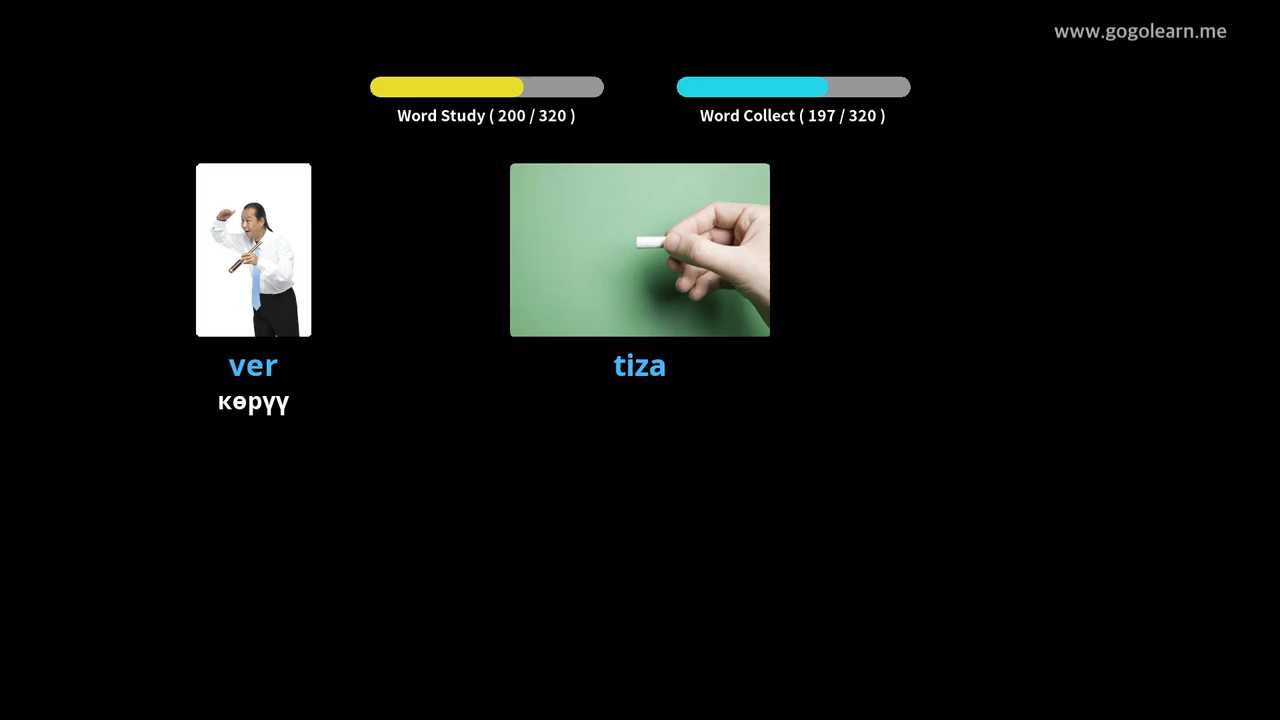 www.gogolearn.me
Word Study ( 200 / 320 )
Word Collect ( 197 / 320 )
ver
көрүү
tiza